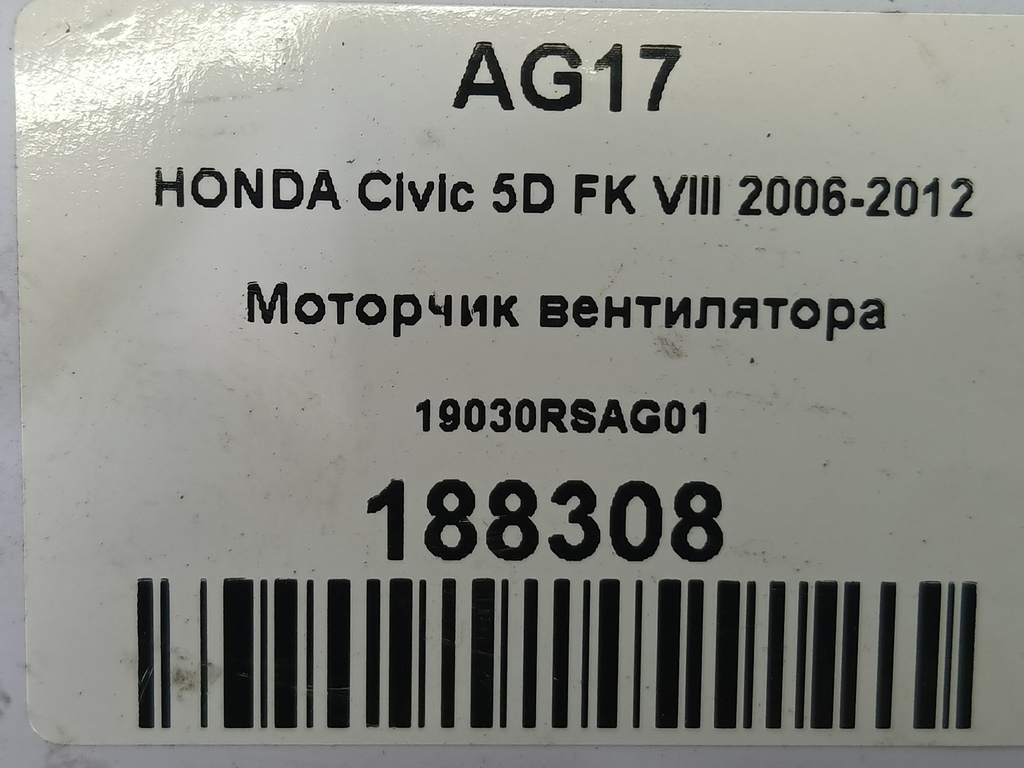 AG17
HONDA Civic 5D FK VIII 2006-2012
Моторчик вентилятора
19030RSAG01
188308